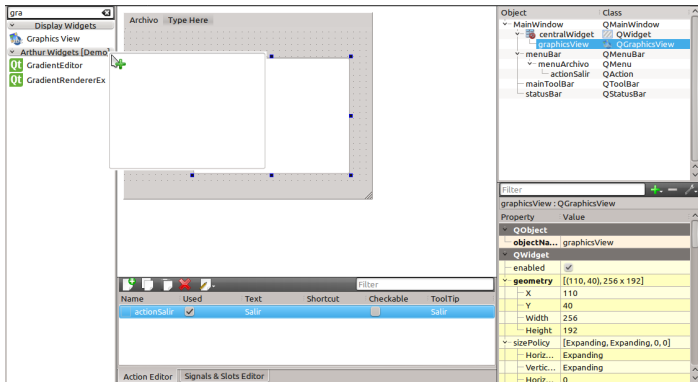 gra
Display Widgets
Graphics View
Arthur Widgets [Demo]
GradientEditor
GradientRendererEx
Archivo Type Here
Filter
Name Used Text Shortcut Checkable ToolTip
actionSalir Salir Salir
Action Editor Signals & Slots Editor
Object Class
MainWindow QMainWindow
centralWidget QWidget
graphicsView QGraphicsView
menuBar QMenuBar
menuArchivo QMenu
actionSalir QAction
mainToolBar QToolBar
statusBar QStatusBar
Filter
graphicsView : QGraphicsView
Property Value
QObject
objectNa... graphicsView
QWidget
enabled
geometry [(110, 40), 256 x 192]
X 110
Y 40
Width 256
Height 192
sizePolicy [Expanding, Expanding, 0, 0]
Horiz... Expanding
Vertic... Expanding
Horiz... 0